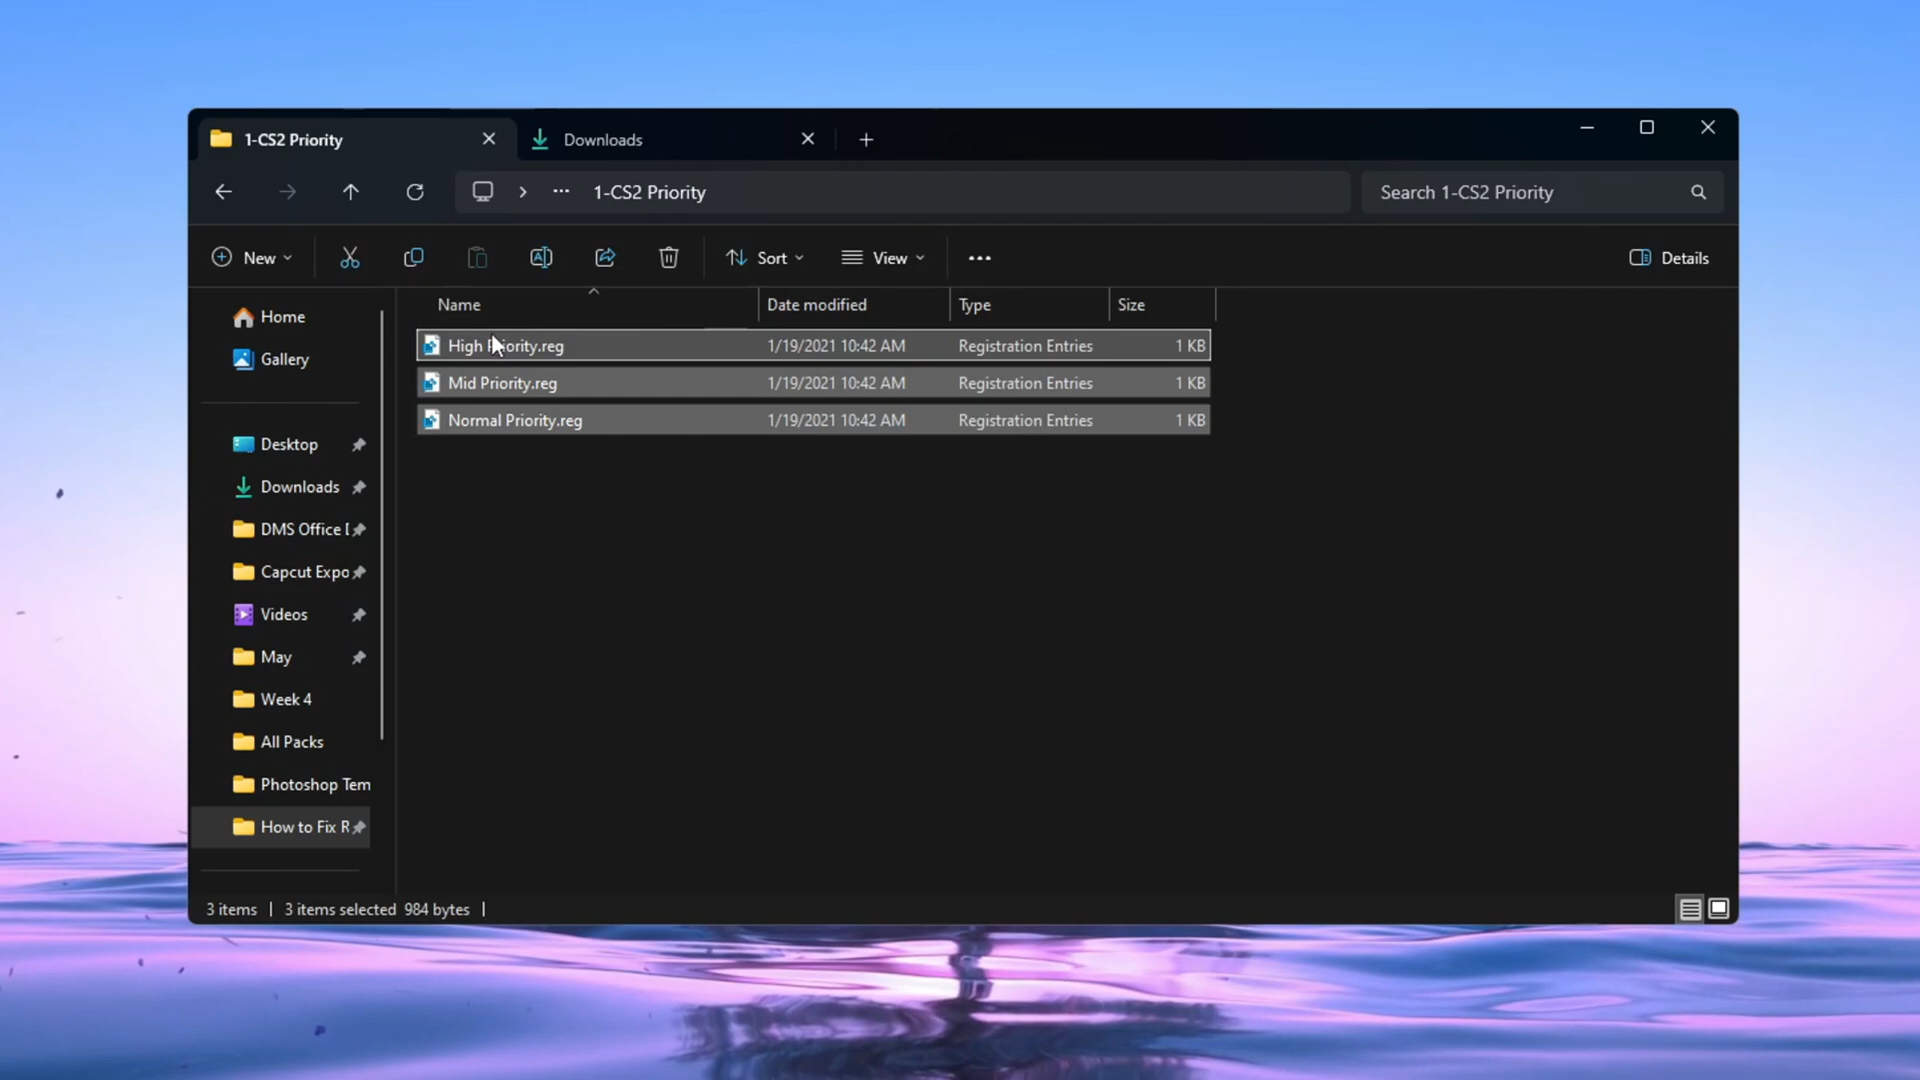 1-CS2 Priority
Downloads
1-CS2 Priority
Search 1-CS2 Priority
New
Sort
View
Details
Name
Date modified
Type
Size
High Priority.reg 1/19/2021 10:42 AM Registration Entries 1 KB
Mid Priority.reg 1/19/2021 10:42 AM Registration Entries 1 KB
Normal Priority.reg 1/19/2021 10:42 AM Registration Entries 1 KB
Home
Gallery
Desktop
Downloads
DMS Office
Capcut Expo
Videos
May
Week 4
All Packs
Photoshop Tem
How to Fix R
3 items | 3 items selected 984 bytes |